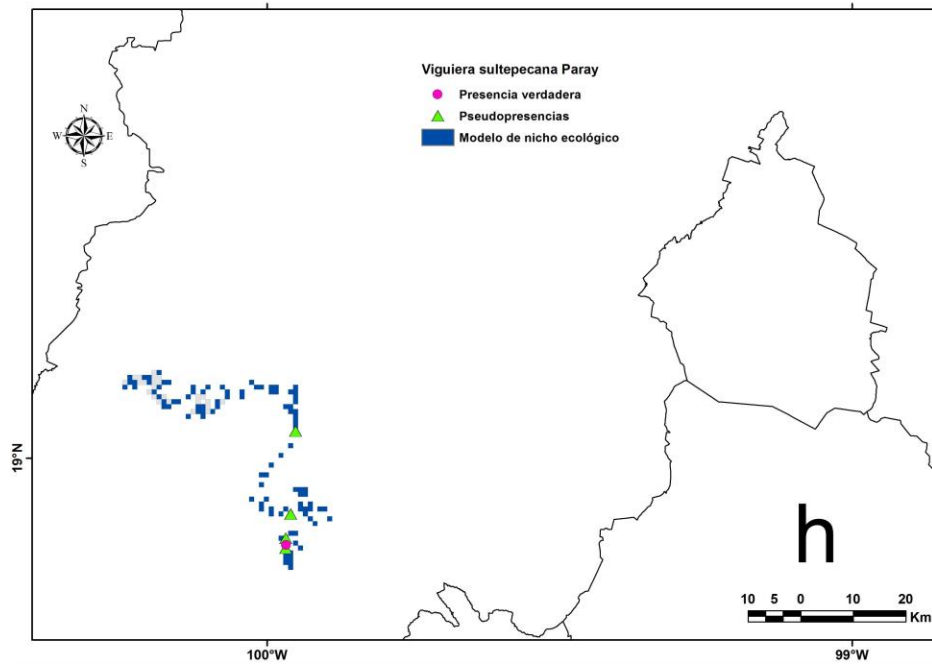 Viguiera sultepecana Paray
Presencia verdadera
Pseudopresencias
Modelo de nicho ecológico
N
W E
S
19°N
h
10 5 0 10 20
Km
100°W 99°W